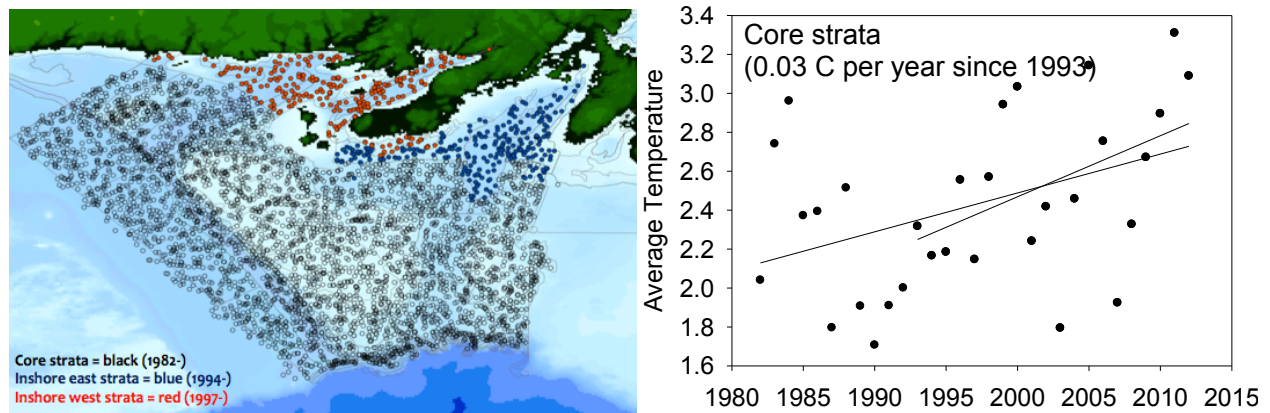 Core strata = black (1982-)
Inshore east strata = blue (1994-)
Inshore west strata = red (1997-)
Core strata
(0.03 C per year since 1993)
Average Temperature
3.4
3.2
3.0
2.8
2.6
2.4
2.2
2.0
1.8
1.6
1980 1985 1990 1995 2000 2005 2010 2015